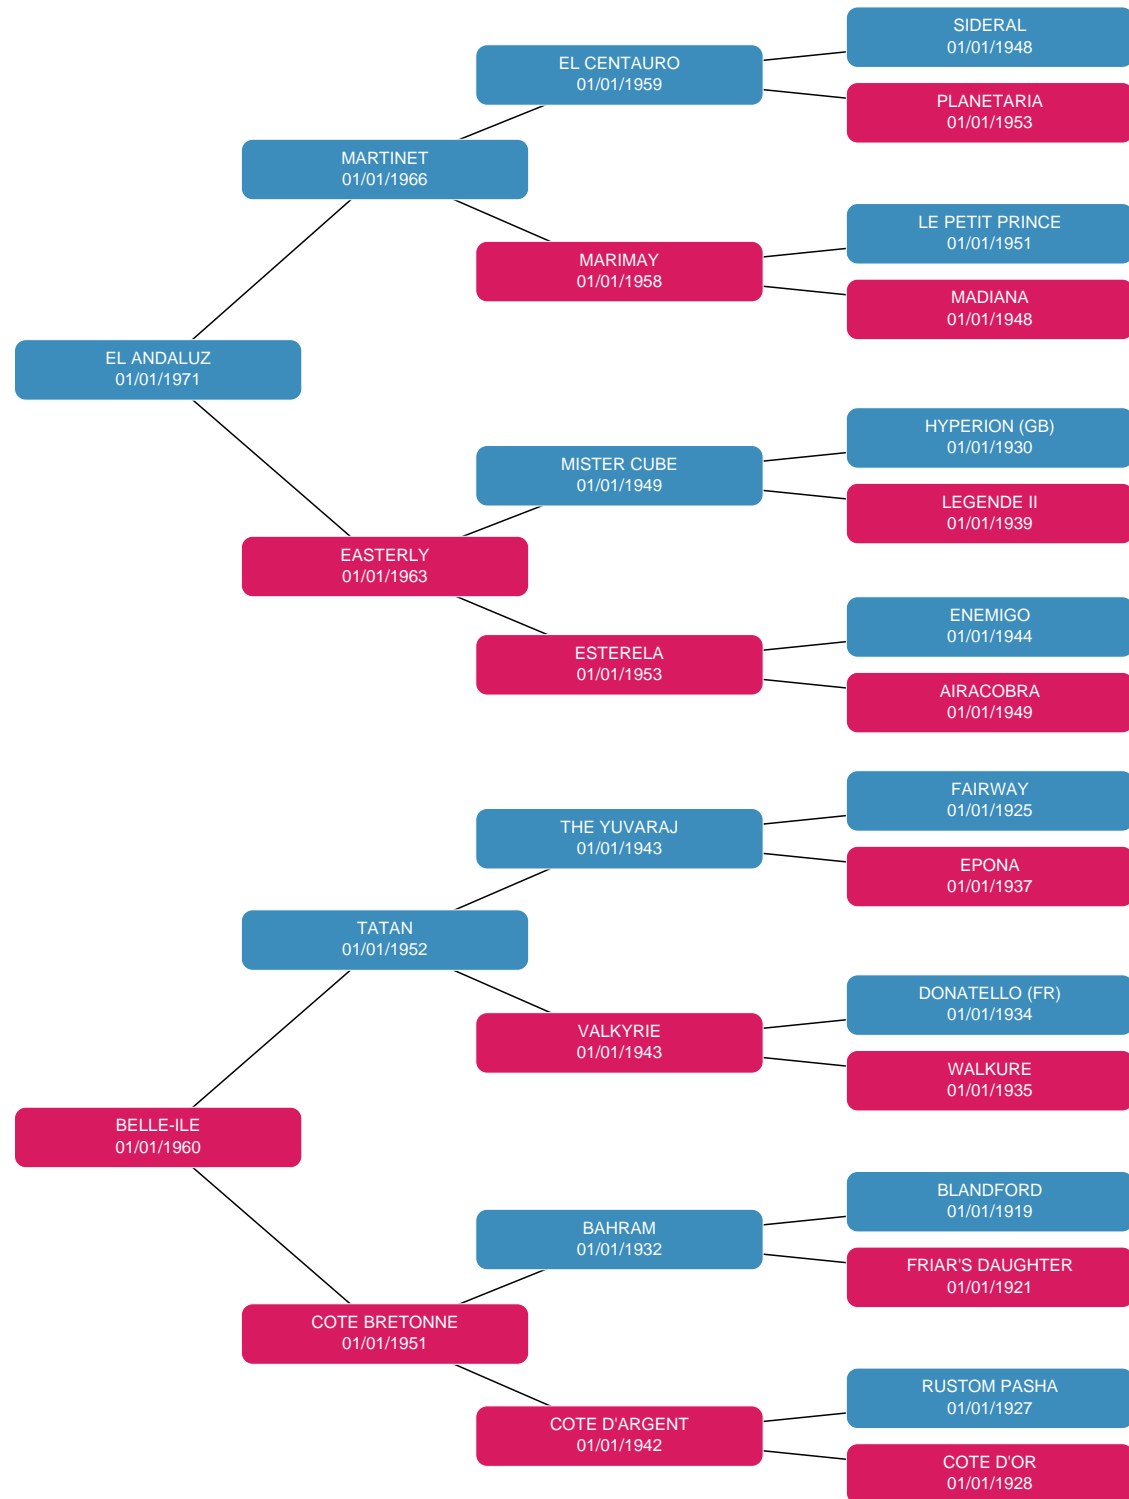 SIDERAL
01/01/1948
EL CENTAURO
01/01/1959
PLANETARIA
01/01/1953
MARTINET
01/01/1966
LE PETIT PRINCE
01/01/1951
MARIMAY
01/01/1958
MADIANA
01/01/1948
EL ANDALUZ
01/01/1971
HYPERION (GB)
01/01/1930
MISTER CUBE
01/01/1949
LEGENDE II
01/01/1939
EASTERLY
01/01/1963
ENEMIGO
01/01/1944
ESTERELA
01/01/1953
AIRACOBRA
01/01/1949
FAIRWAY
01/01/1925
THE YUVARAJ
01/01/1943
EPONA
01/01/1937
TATAN
01/01/1952
DONATELLO (FR)
01/01/1934
VALKYRIE
01/01/1943
WALKURE
01/01/1935
BELLE-ILE
01/01/1960
BLANDFORD
01/01/1919
BAHRAM
01/01/1932
FRIAR'S DAUGHTER
01/01/1921
COTE BRETONNE
01/01/1951
RUSTOM PASHA
01/01/1927
COTE D'ARGENT
01/01/1942
COTE D'OR
01/01/1928